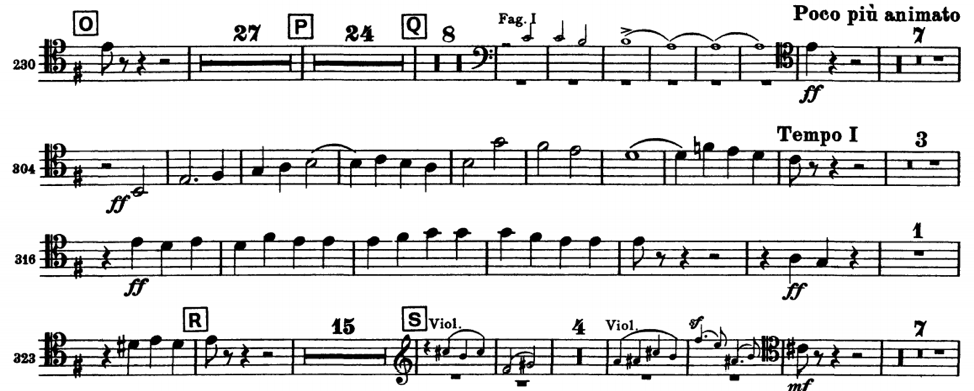 Poco più animato
O 27 P 24 Q 8 Fag. I 7
230 ff
Tempo I
3
304 ff
1
316 ff ff
R 15 S Viol. 4 Viol. sf 7
323 mf